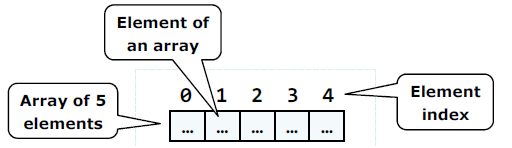 Element of
an array
Array of 5
elements
0 1 2 3 4
... ... ... ... ...
Element
index